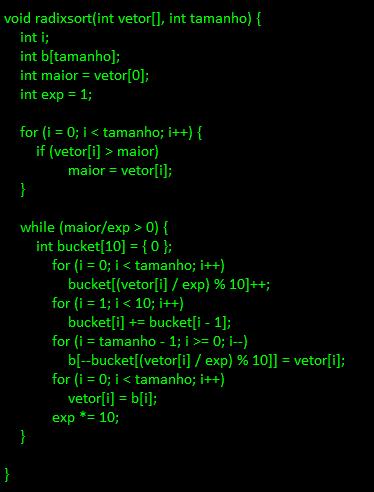 void radixsort(int vetor[], int tamanho) {
int i;
int b[tamanho];
int maior = vetor[0];
int exp = 1;
for (i = 0; i < tamanho; i++) {
if (vetor[i] > maior)
maior = vetor[i];
}
while (maior/exp > 0) {
int bucket[10] = { 0 };
for (i = 0; i < tamanho; i++)
bucket[(vetor[i] / exp) % 10]++;
for (i = 1; i < 10; i++)
bucket[i] += bucket[i - 1];
for (i = tamanho - 1; i >= 0; i--)
b[--bucket[(vetor[i] / exp) % 10]] = vetor[i];
for (i = 0; i < tamanho; i++)
vetor[i] = b[i];
exp *= 10;
}
}